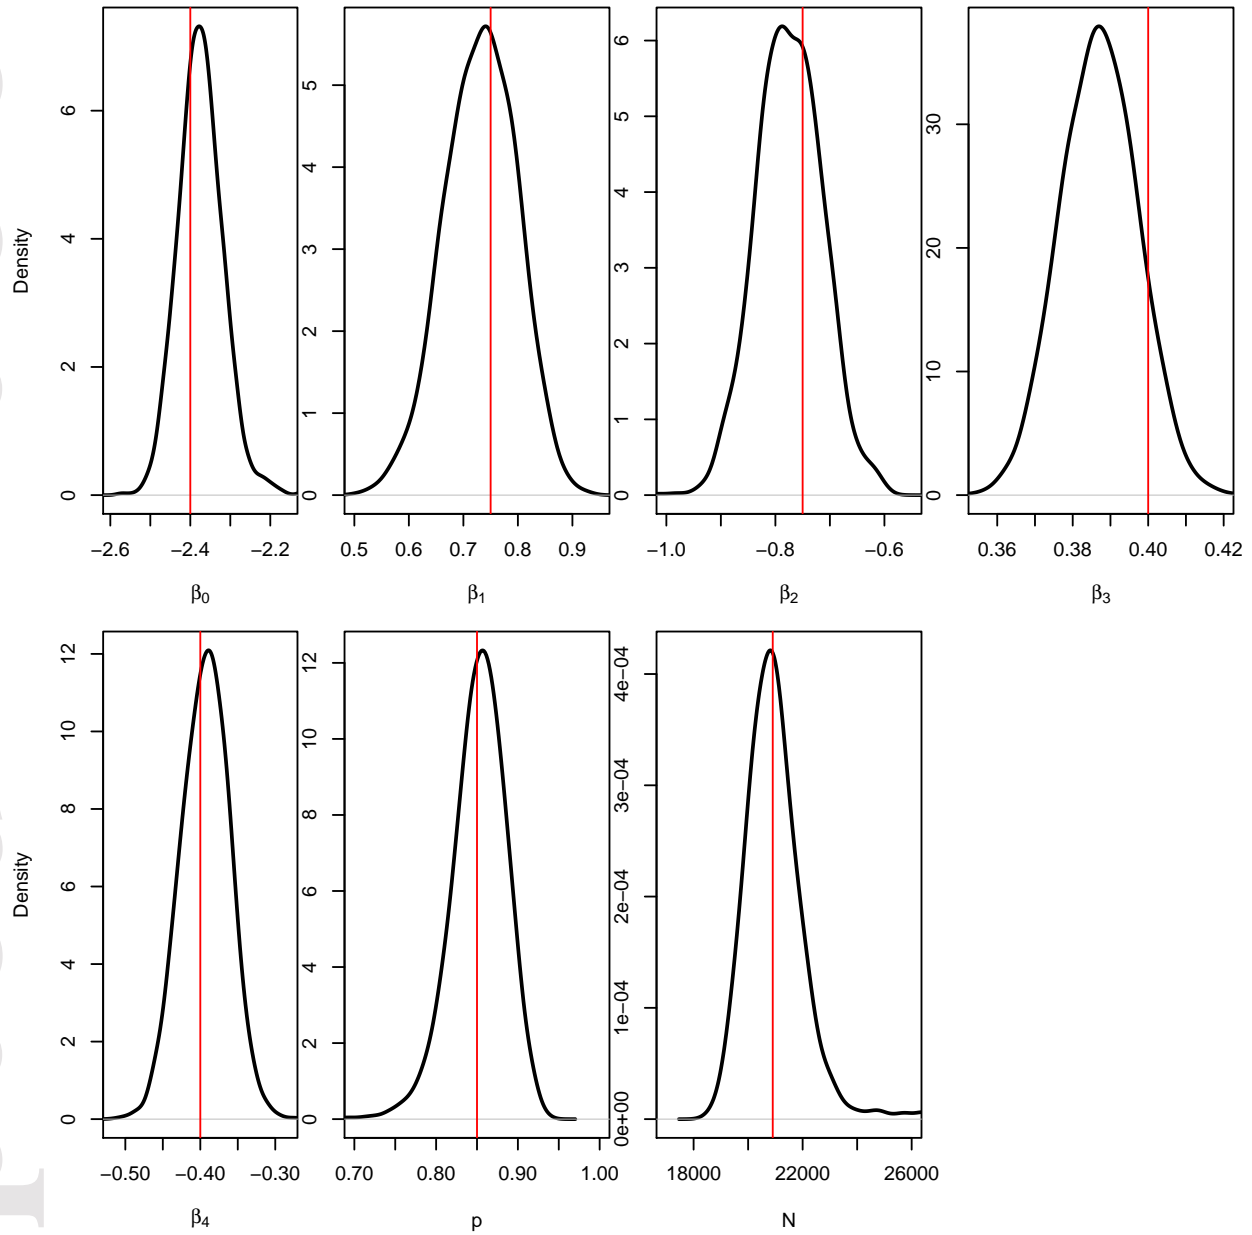 Density
0 2 4 6
−2.6 −2.4 −2.2
β0
0 1 2 3 4 5
0.5 0.6 0.7 0.8 0.9
β1
0 1 2 3 4 5 6
−1.0 −0.8 −0.6
β2
0 10 20 30
0.36 0.38 0.40 0.42
β3
Density
0 2 4 6 8 10 12
−0.50 −0.40 −0.30
β4
0 2 4 6 8 10 12
0.70 0.80 0.90 1.00
p
0e+00 1e−04 2e−04 3e−04 4e−04
18000 22000 26000
N